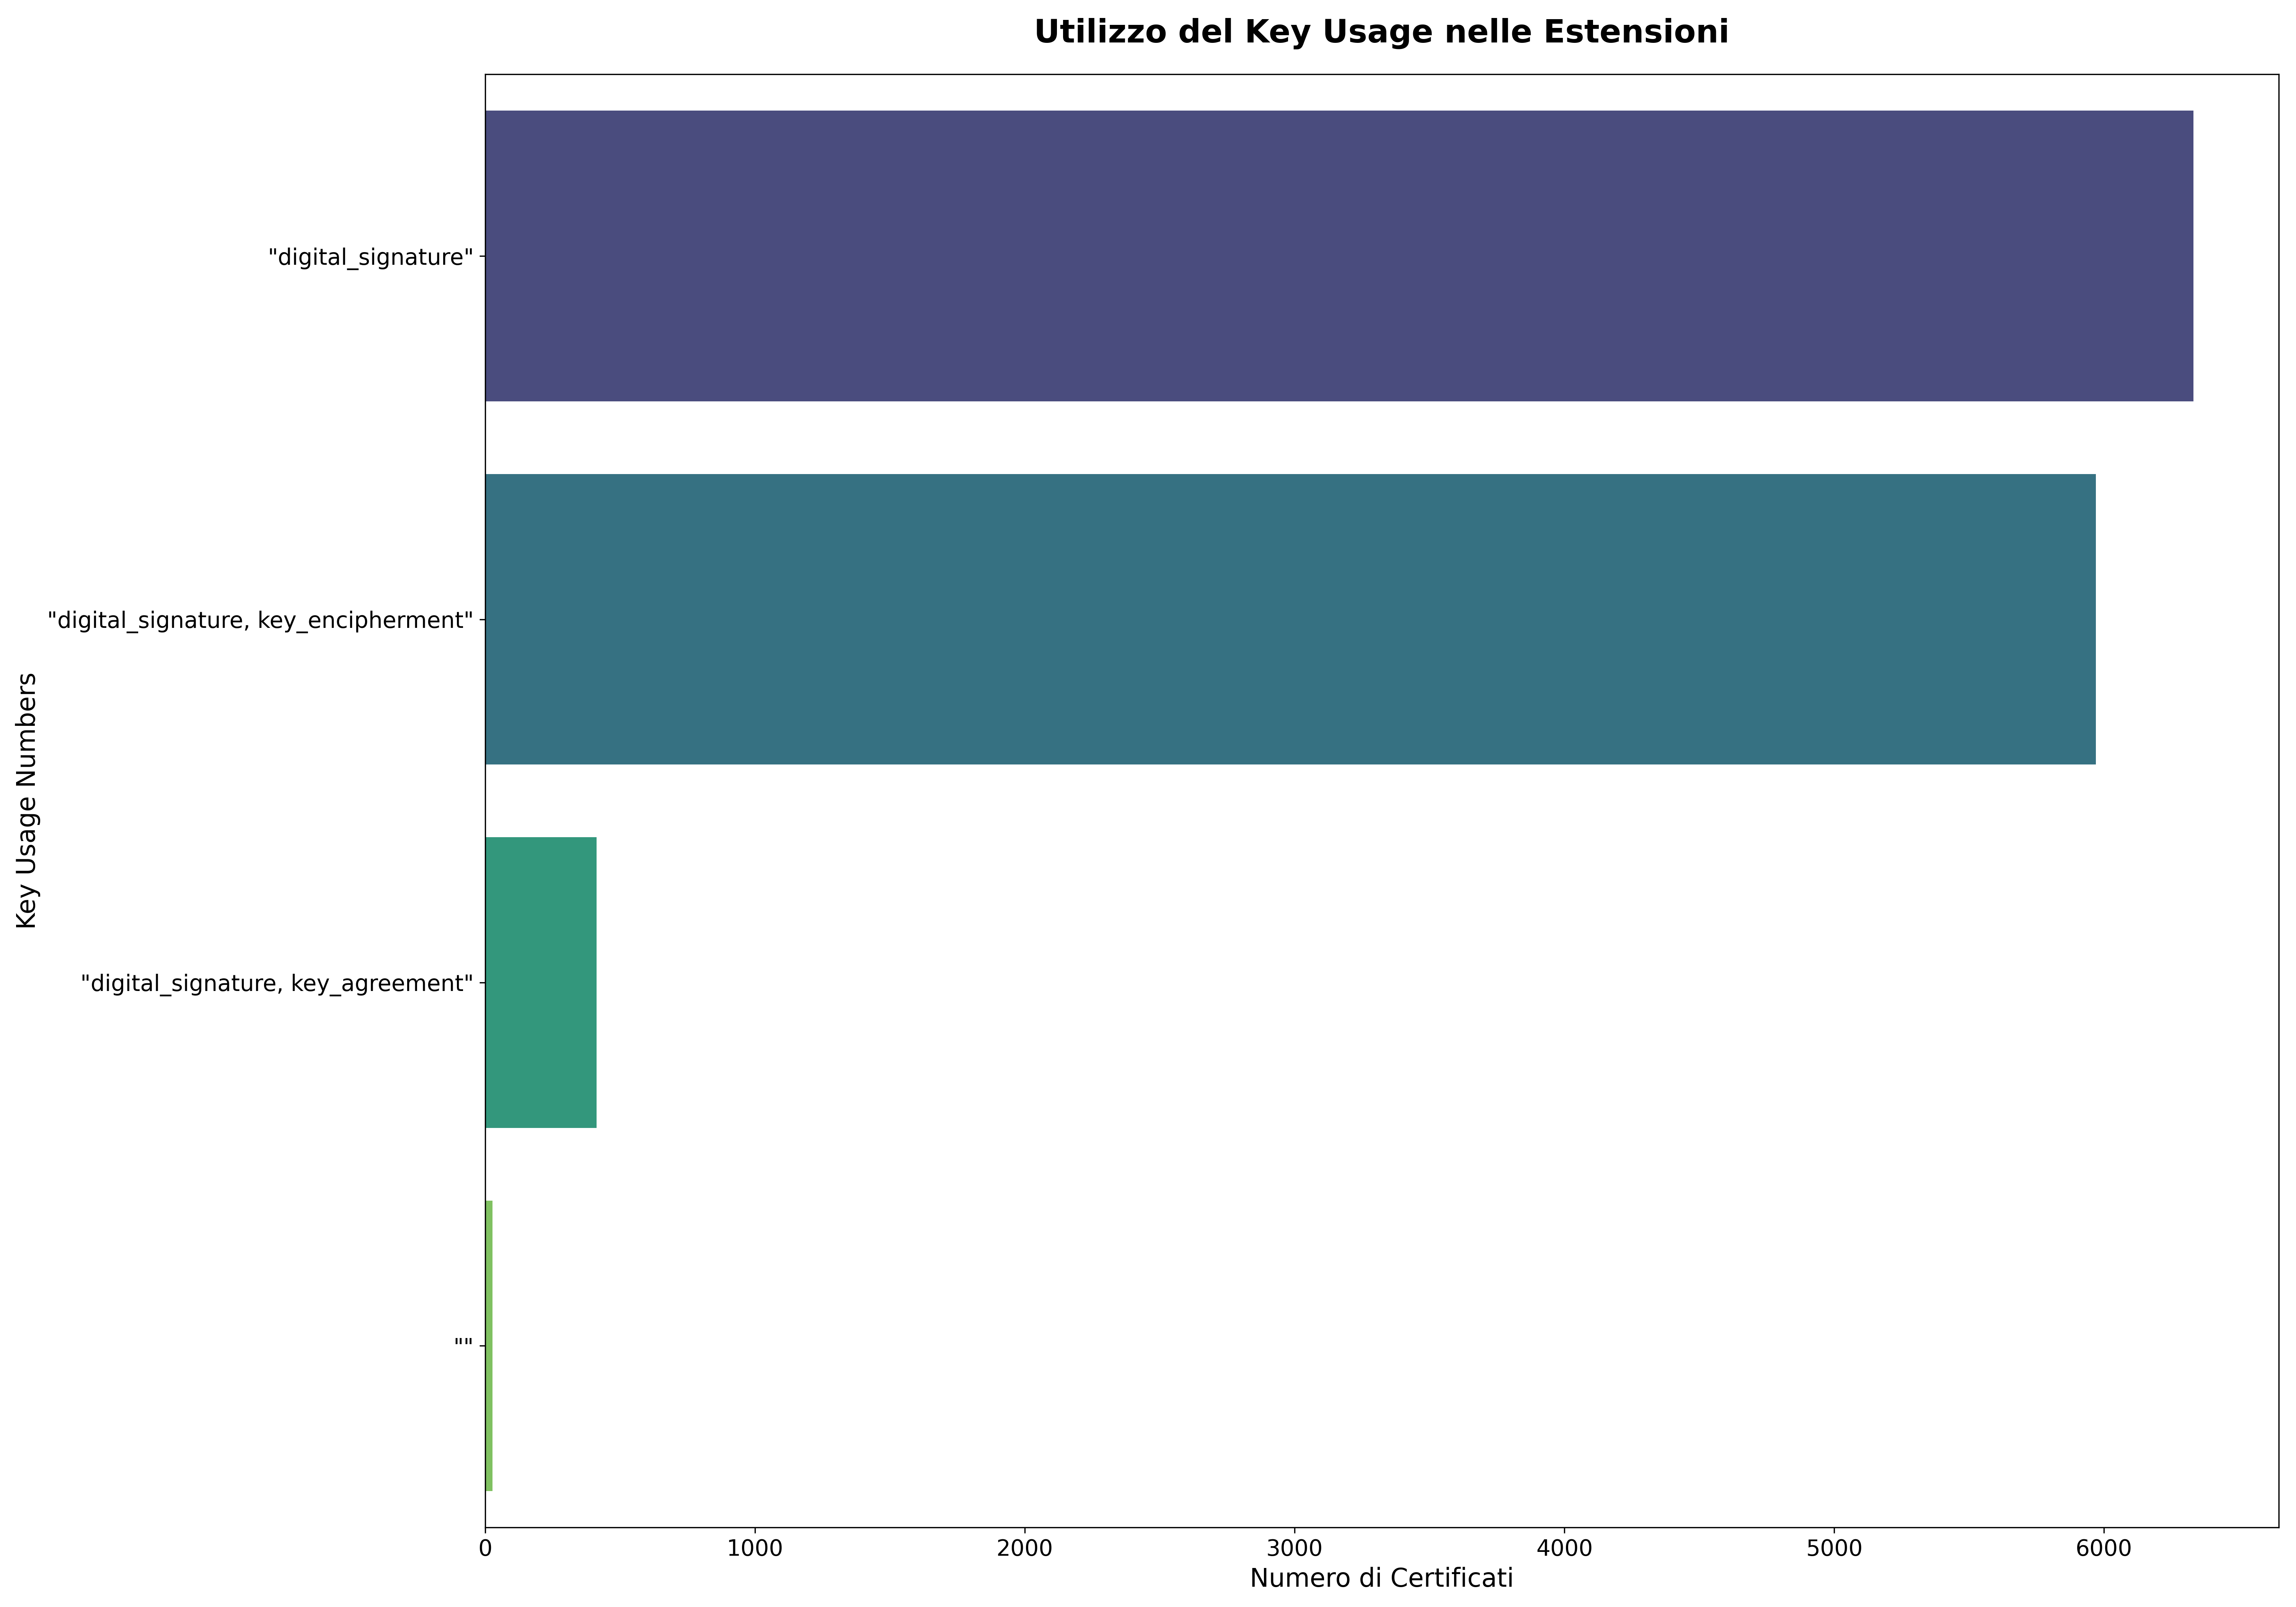 Utilizzo del Key Usage nelle Estensioni
Key Usage Numbers
"digital_signature"
"digital_signature, key_encipherment"
"digital_signature, key_agreement"
""
0 1000 2000 3000 4000 5000 6000
Numero di Certificati